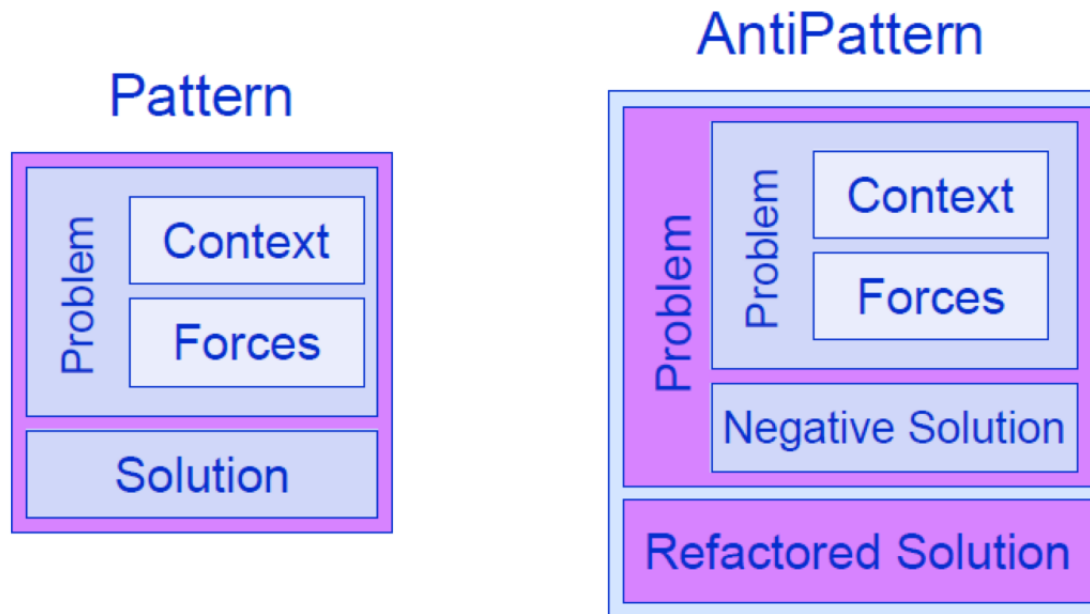 Pattern
Problem
Context
Forces
Solution
AntiPattern
Problem
Problem
Context
Forces
Negative Solution
Refactored Solution